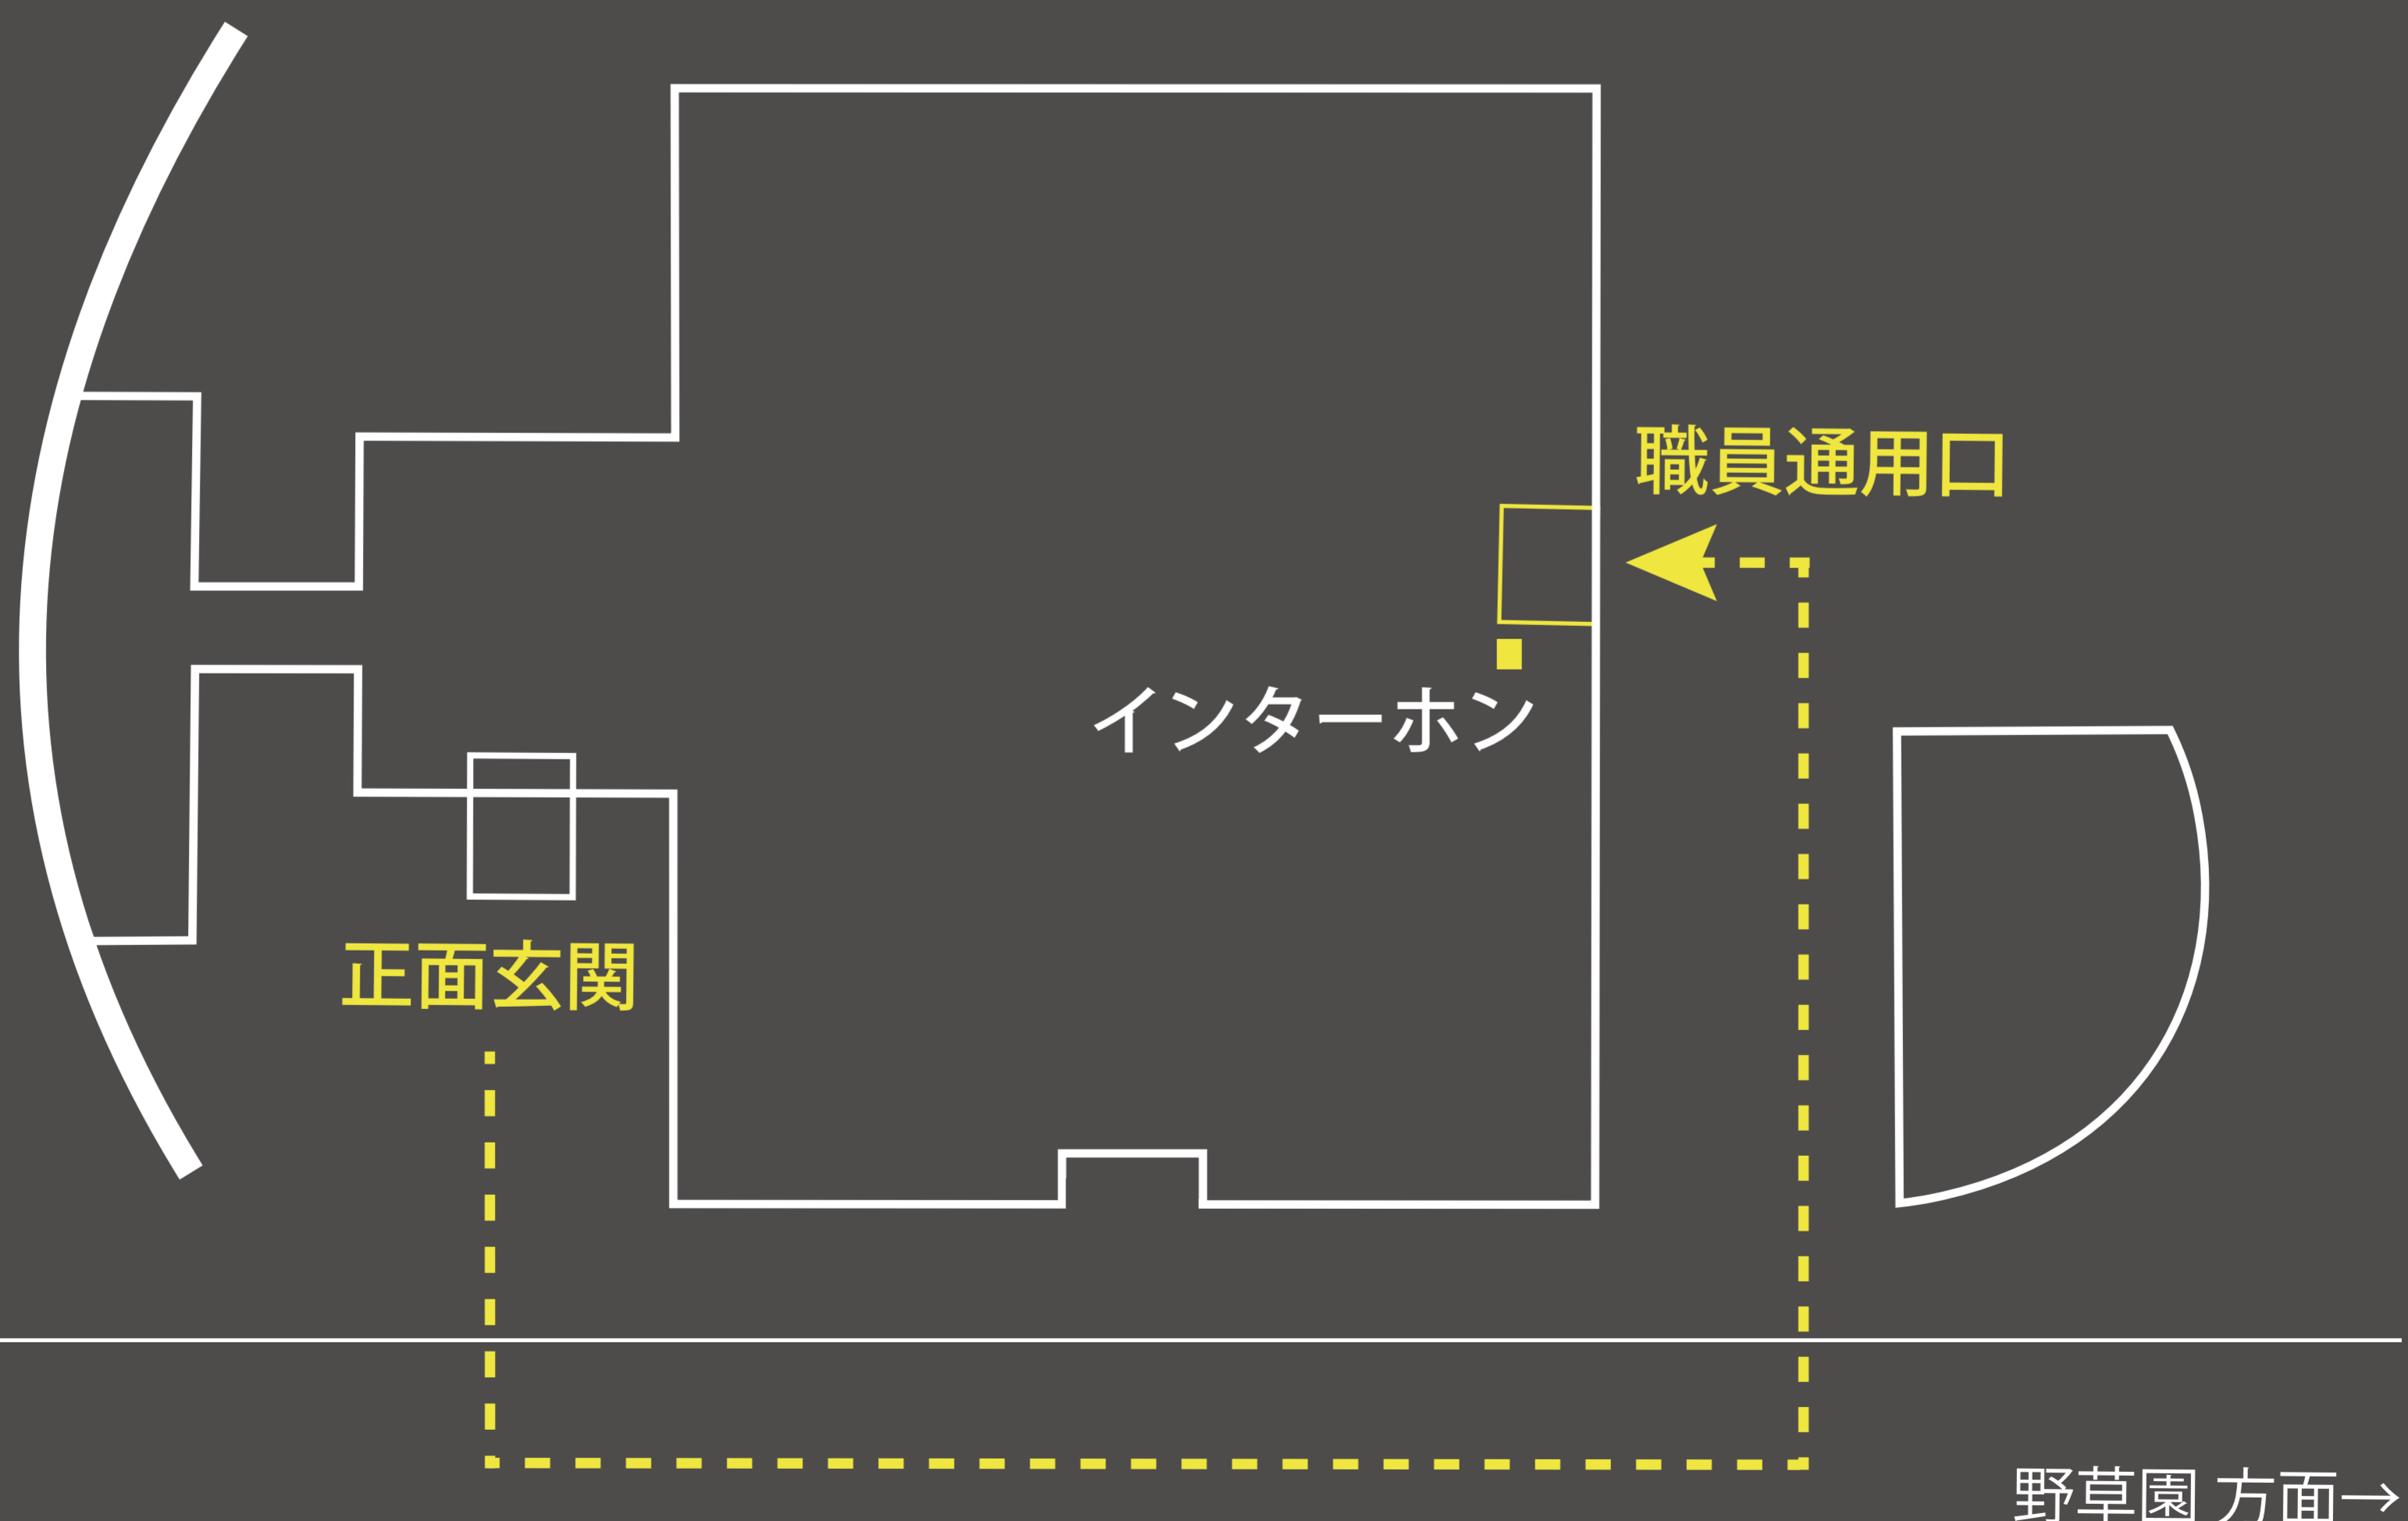 職員通用口
インターホン
正面玄関
野草園 方面→